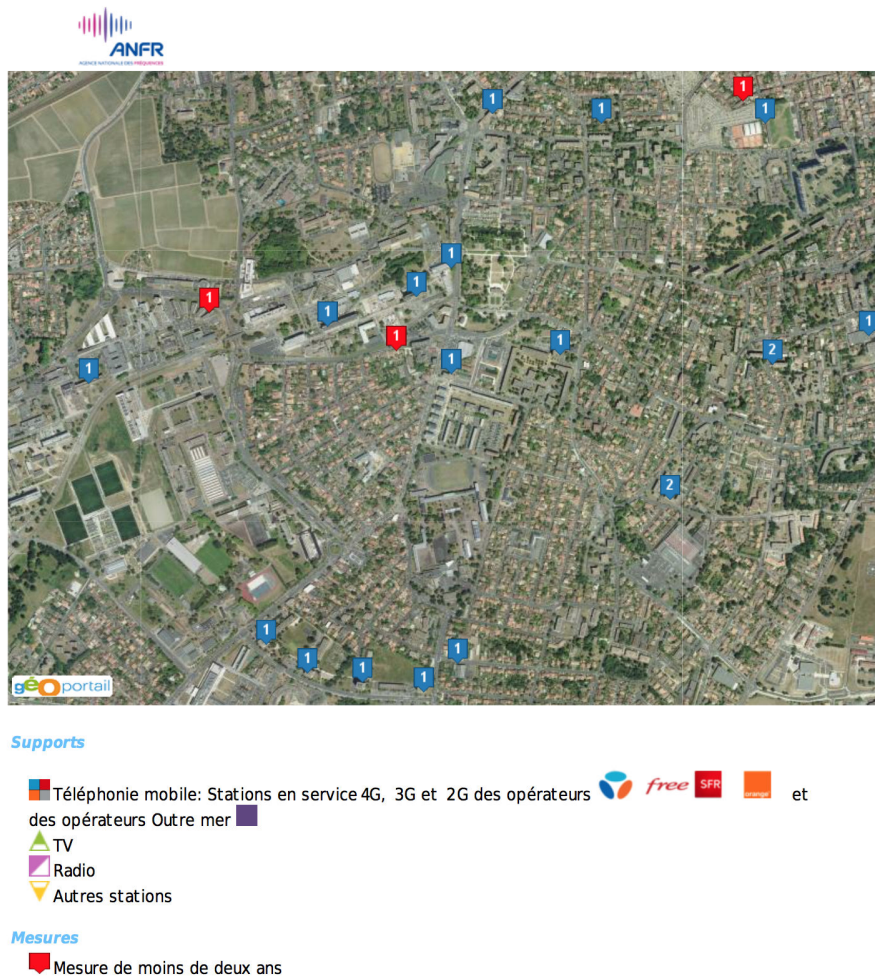 ANFR
AGENCE NATIONALE DES FRÉQUENCES
1
1
1
1
1
1
1
1
1
1
1
1
2
1
1
2
1
1
1
1
1
géoportail
Supports
Téléphonie mobile: Stations en service 4G, 3G et 2G des opérateurs free SFR orange et
des opérateurs Outre mer
TV
Radio
Autres stations
Mesures
Mesure de moins de deux ans